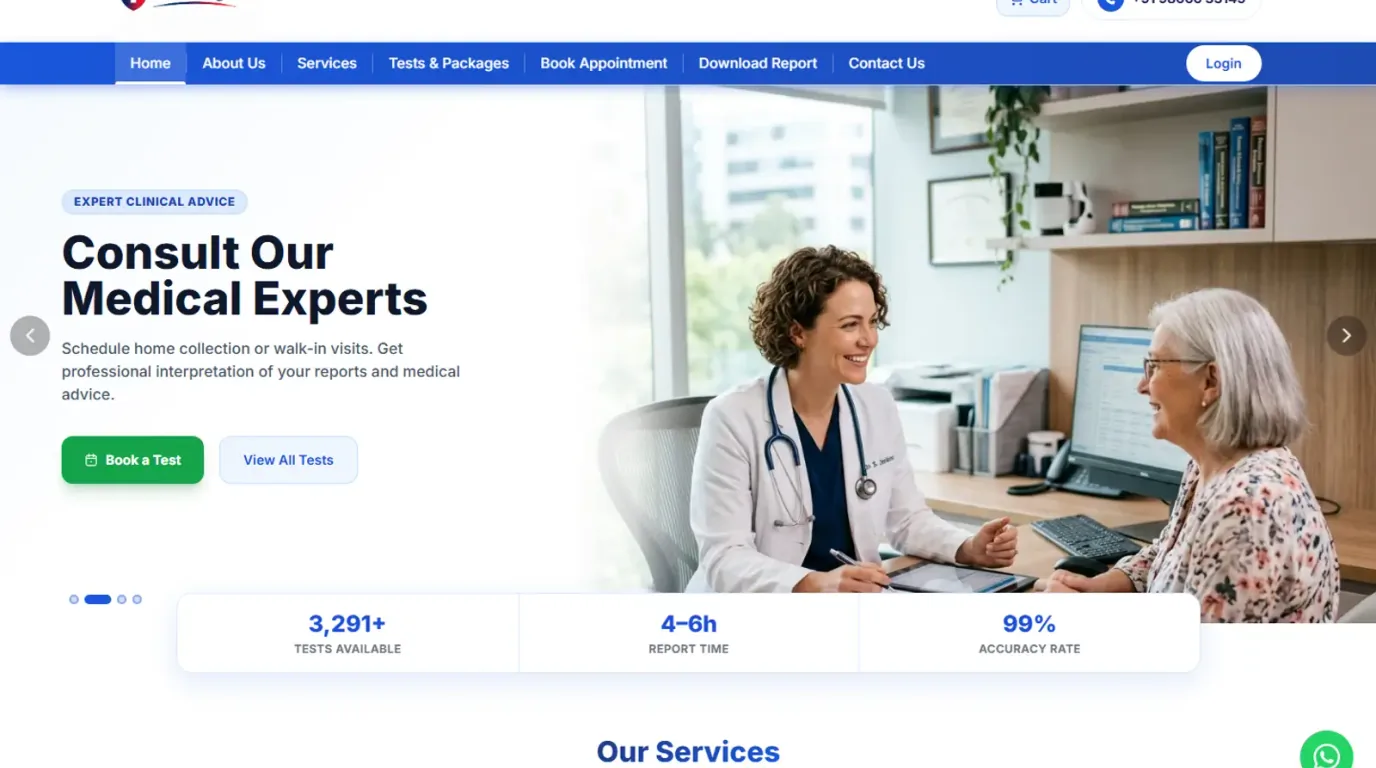 Cart
Home
About Us
Services
Tests & Packages
Book Appointment
Download Report
Contact Us
Login
EXPERT CLINICAL ADVICE
Consult Our
Medical Experts
Schedule home collection or walk-in visits. Get
professional interpretation of your reports and medical
advice.
Book a Test
View All Tests
3,291+
TESTS AVAILABLE
4–6h
REPORT TIME
99%
ACCURACY RATE
Our Services